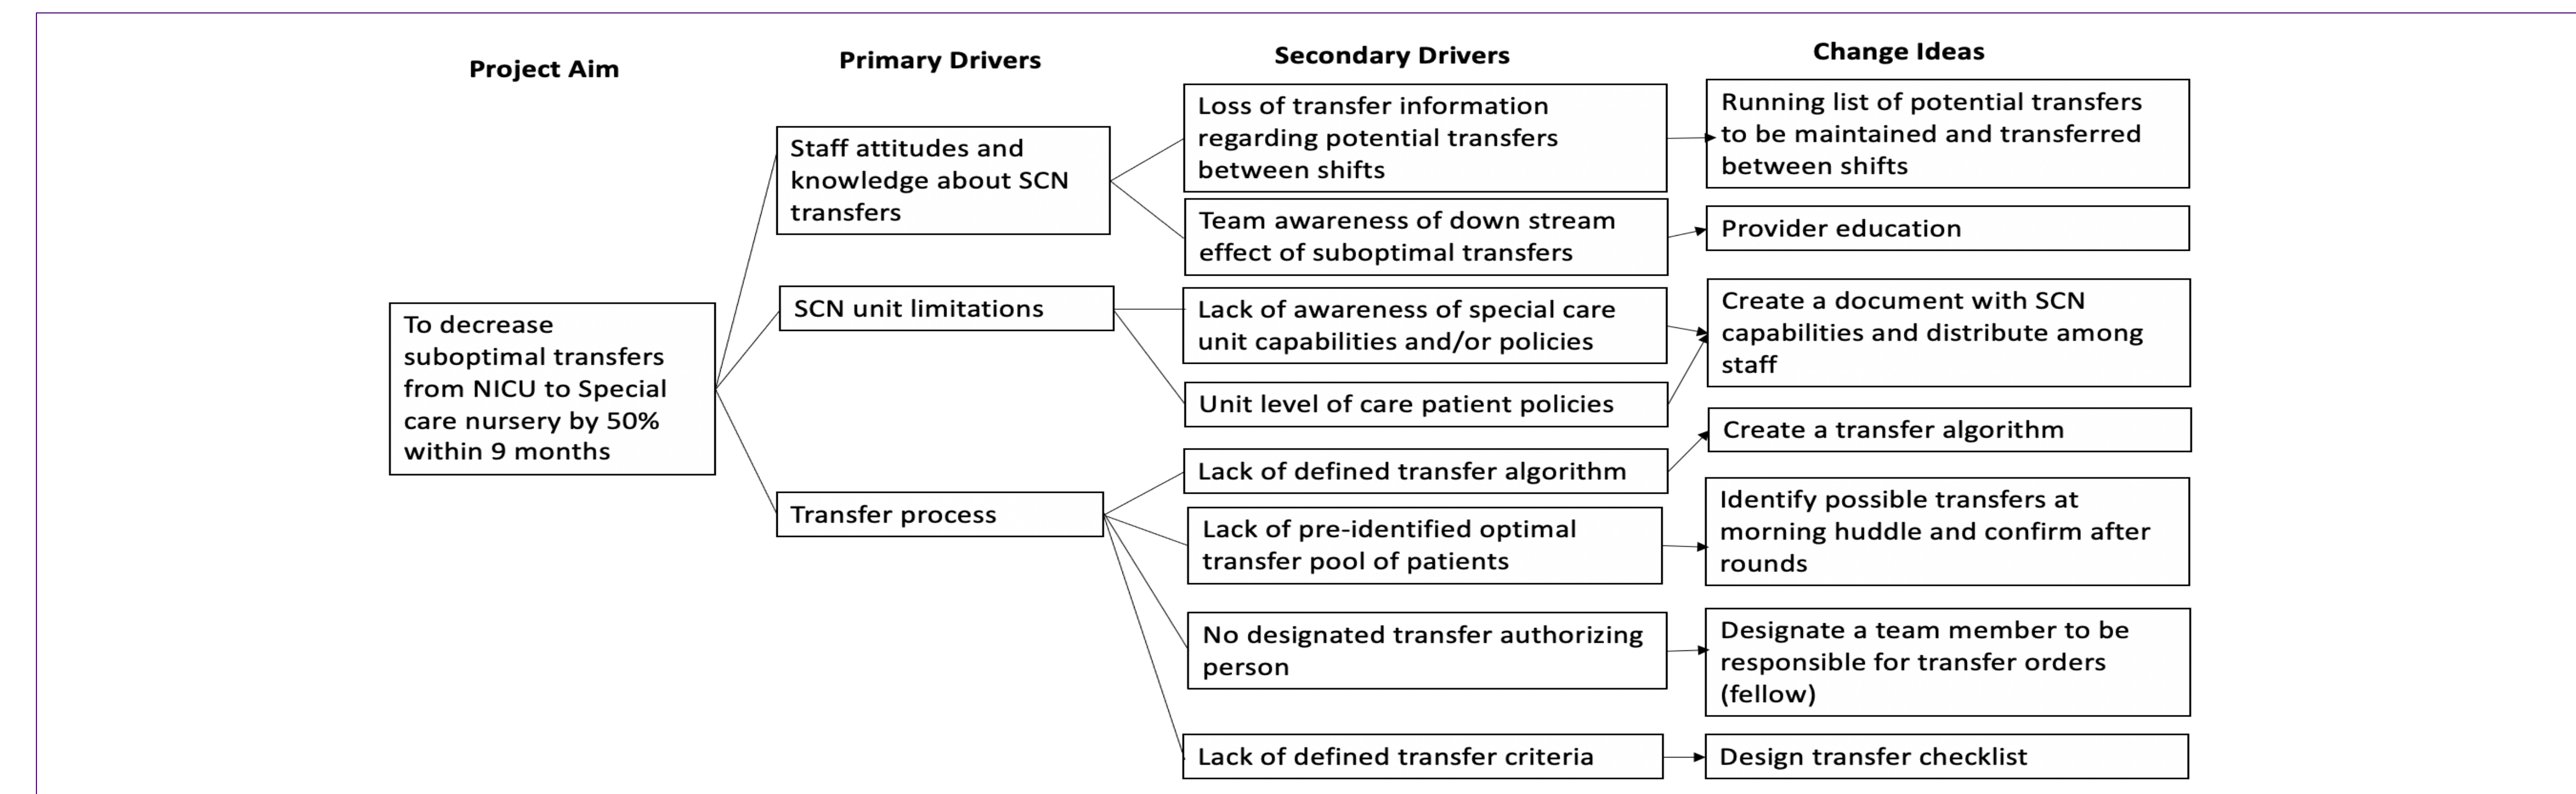 Project Aim
Primary Drivers
Secondary Drivers
Change Ideas
To decrease
suboptimal transfers
from NICU to Special
care nursery by 50%
within 9 months
Staff attitudes and
knowledge about SCN
transfers
SCN unit limitations
Transfer process
Loss of transfer information
regarding potential transfers
between shifts
Team awareness of down stream
effect of suboptimal transfers
Lack of awareness of special care
unit capabilities and/or policies
Unit level of care patient policies
Lack of defined transfer algorithm
Lack of pre-identified optimal
transfer pool of patients
No designated transfer authorizing
person
Lack of defined transfer criteria
Running list of potential transfers
to be maintained and transferred
between shifts
Provider education
Create a document with SCN
capabilities and distribute among
staff
Create a transfer algorithm
Identify possible transfers at
morning huddle and confirm after
rounds
Designate a team member to be
responsible for transfer orders
(fellow)
Design transfer checklist